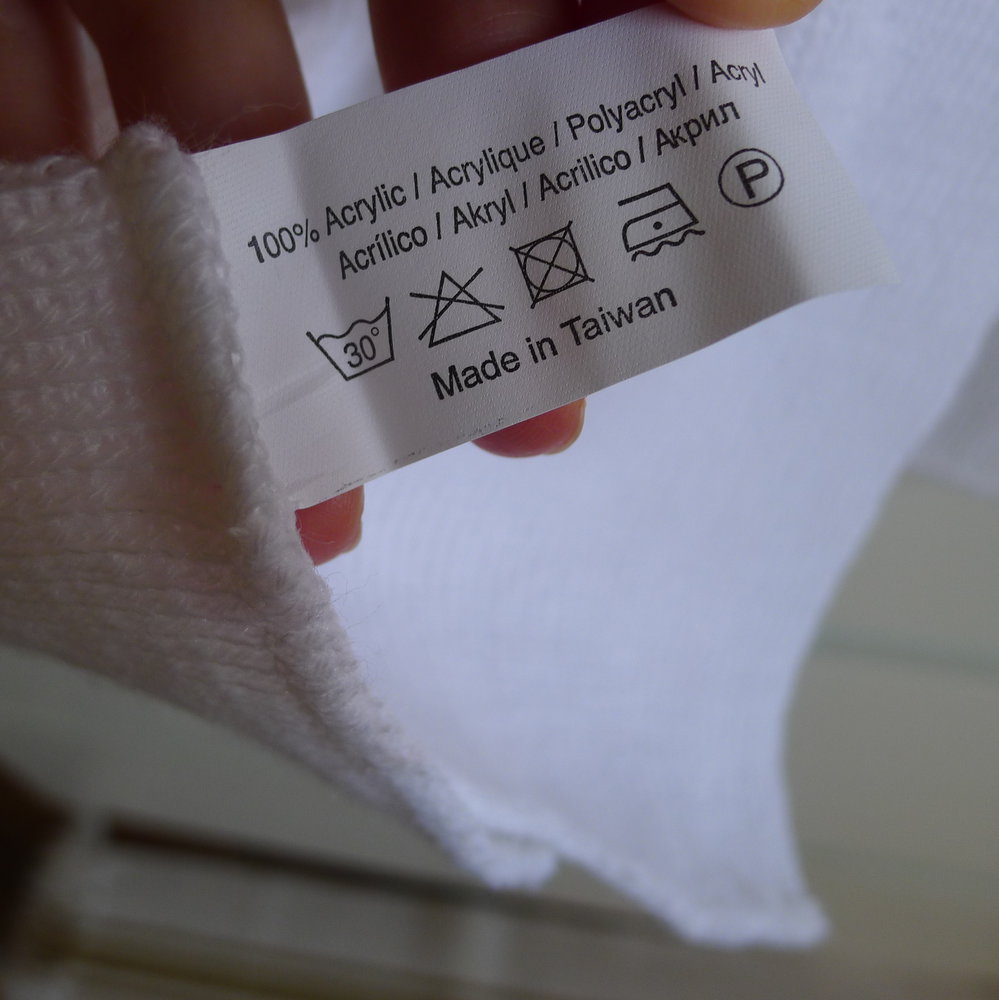 100% Acrylic / Acrylique / Polyacryl / Acryl
Acrílico / Akryl / Acrilico / Акрил
30° P
Made in Taiwan